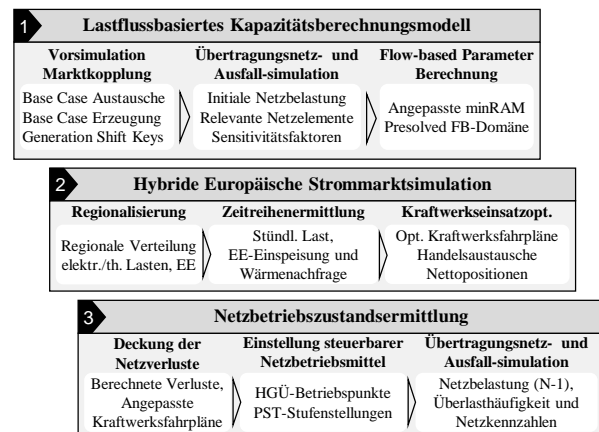 1 Lastflussbasiertes Kapazitätsberechnungsmodell
Vorsimulation
Marktkopplung
Base Case Austausche
Base Case Erzeugung
Generation Shift Keys
Übertragungsnetz- und
Ausfall-simulation
Initiale Netzbelastung
Relevante Netzelemente
Sensitivitätsfaktoren
Flow-based Parameter
Berechnung
Angepasste minRAM
Presolved FB-Domäne
2 Hybride Europäische Strommarktsimulation
Regionalisierung
Regionale Verteilung
elektr./th. Lasten, EE
Zeitreihenermittlung
Stündl. Last,
EE-Einspeisung und
Wärmenachfrage
Kraftwerkseinsatzopt.
Opt. Kraftwerksfahrpläne
Handelsaustausche
Nettopositionen
3 Netzbetriebszustandsermittlung
Deckung der
Netzverluste
Berechnete Verluste,
Angepasste
Kraftwerksfahrpläne
Einstellung steuerbarer
Netzbetriebsmittel
HGÜ-Betriebspunkte
PST-Stufenstellungen
Übertragungsnetz- und
Ausfall-simulation
Netzbelastung (N-1),
Überlasthäufigkeit und
Netzkennzahlen